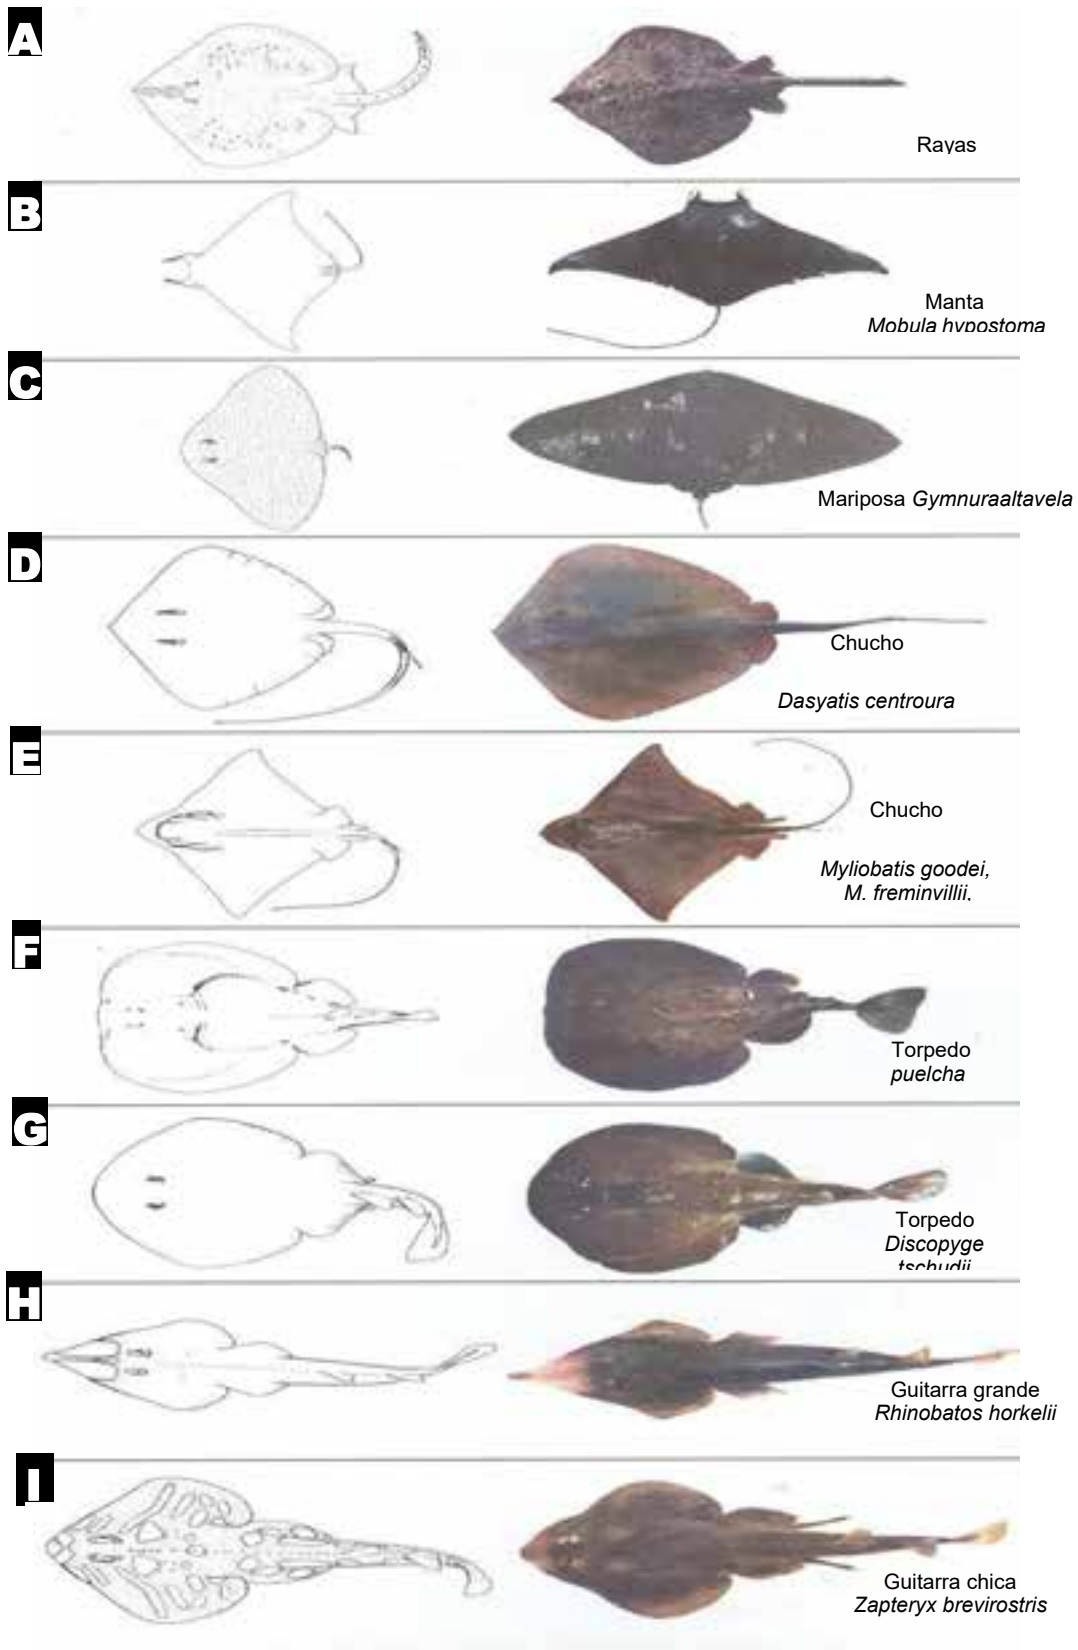 A
Rayas
B
Manta
Mobula hypostoma
C
Mariposa Gymnuraaltavela
D
Chucho
Dasyatis centroura
E
Chucho
Myliobatis goodei,
M. freminvillii.
F
Torpedo
puelcha
G
Torpedo
Discopyge
tschudii
H
Guitarra grande
Rhinobatos horkelii
I
Guitarra chica
Zapteryx brevirostris